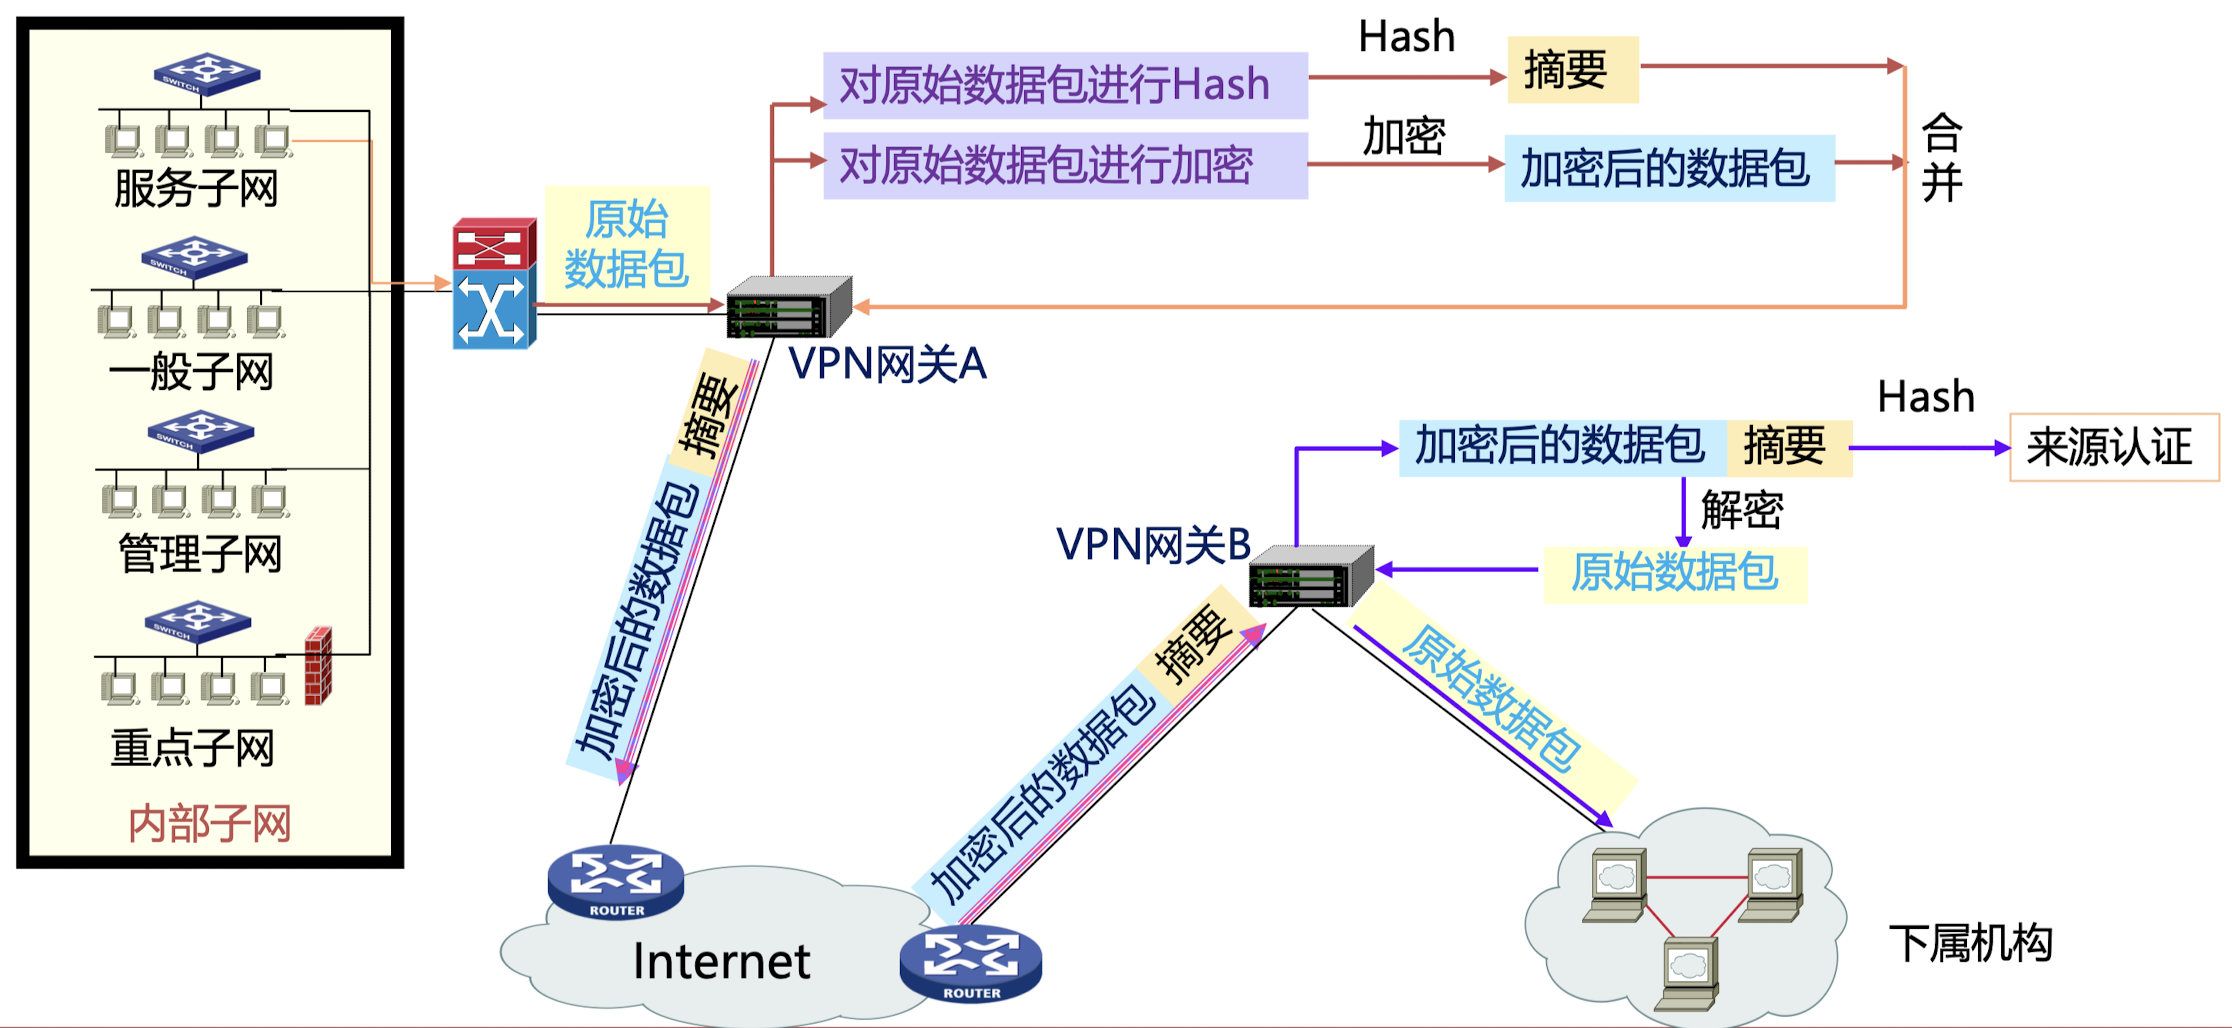 SWITCH
服务子网
SWITCH
一般子网
SWITCH
管理子网
SWITCH
重点子网
内部子网
原始
数据包
VPN网关A
对原始数据包进行Hash
Hash
摘要
对原始数据包进行加密
加密
加密后的数据包
合
并
加密后的数据包 摘要
ROUTER
Internet
ROUTER
加密后的数据包 摘要
VPN网关B
加密后的数据包 摘要
Hash
来源认证
解密
原始数据包
原始数据包
下属机构